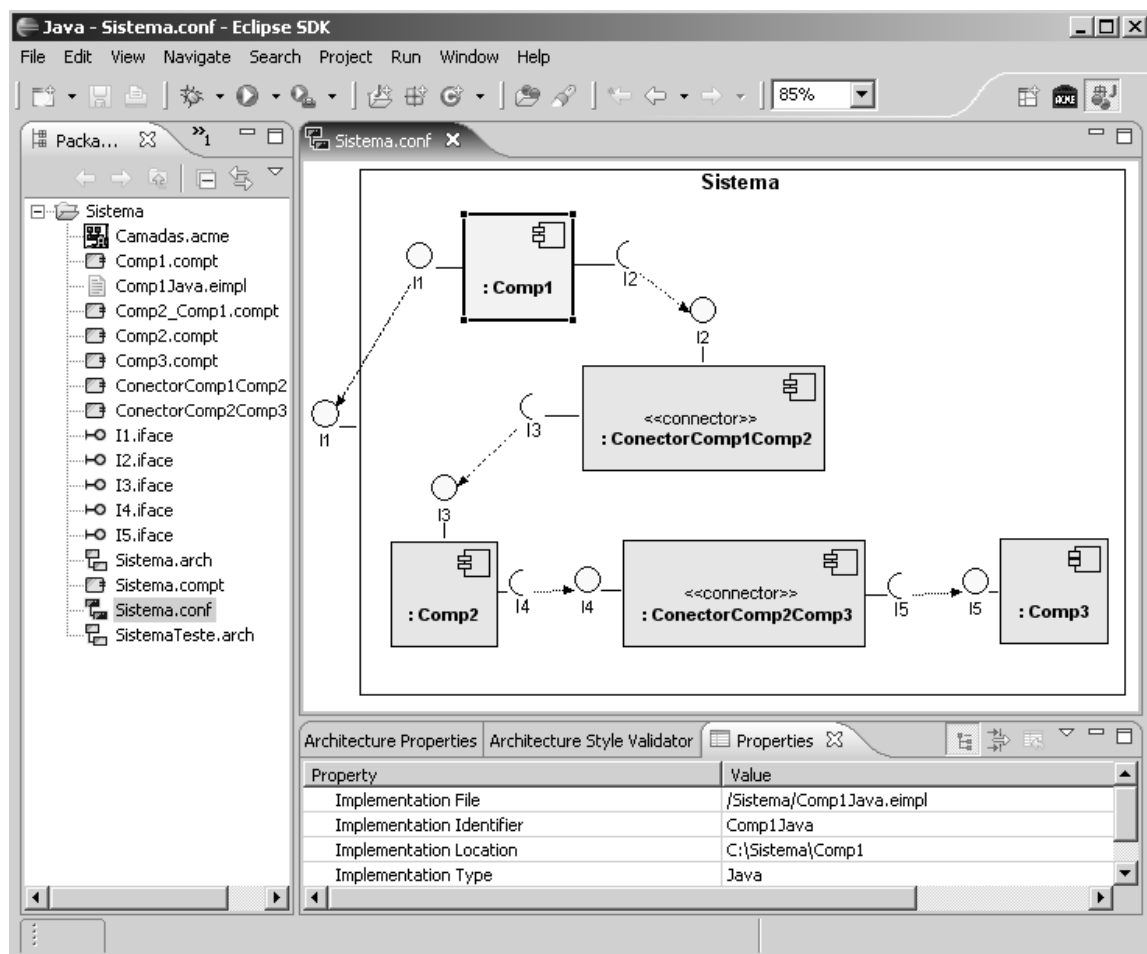 Java - Sistema.conf - Eclipse SDK
File Edit View Navigate Search Project Run Window Help
85%
ACME
J
Packa...
»1
Sistema.conf
Sistema
Camadas.acme
Comp1.compt
Comp1Java.eimpl
Comp2_Comp1.compt
Comp2.compt
Comp3.compt
ConectorComp1Comp2
ConectorComp2Comp3
I1.iface
I2.iface
I3.iface
I4.iface
I5.iface
Sistema.arch
Sistema.compt
Sistema.conf
SistemaTeste.arch
Sistema
I1
: Comp1
I2
I2
I1
I3
<<connector>>
: ConectorComp1Comp2
I3
: Comp2
I4
I4
<<connector>>
: ConectorComp2Comp3
I5
I5
: Comp3
Architecture Properties Architecture Style Validator Properties
Property Value
Implementation File /Sistema/Comp1Java.eimpl
Implementation Identifier Comp1Java
Implementation Location C:\Sistema\Comp1
Implementation Type Java